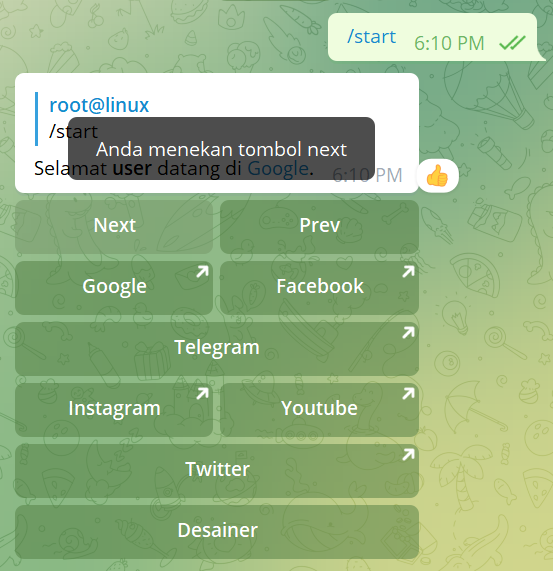 /start 6:10 PM
root@linux
/start
Anda menekan tombol next
Selamat user datang di Google. 6:10 PM
Next Prev
Google Facebook
Telegram
Instagram Youtube
Twitter
Desainer